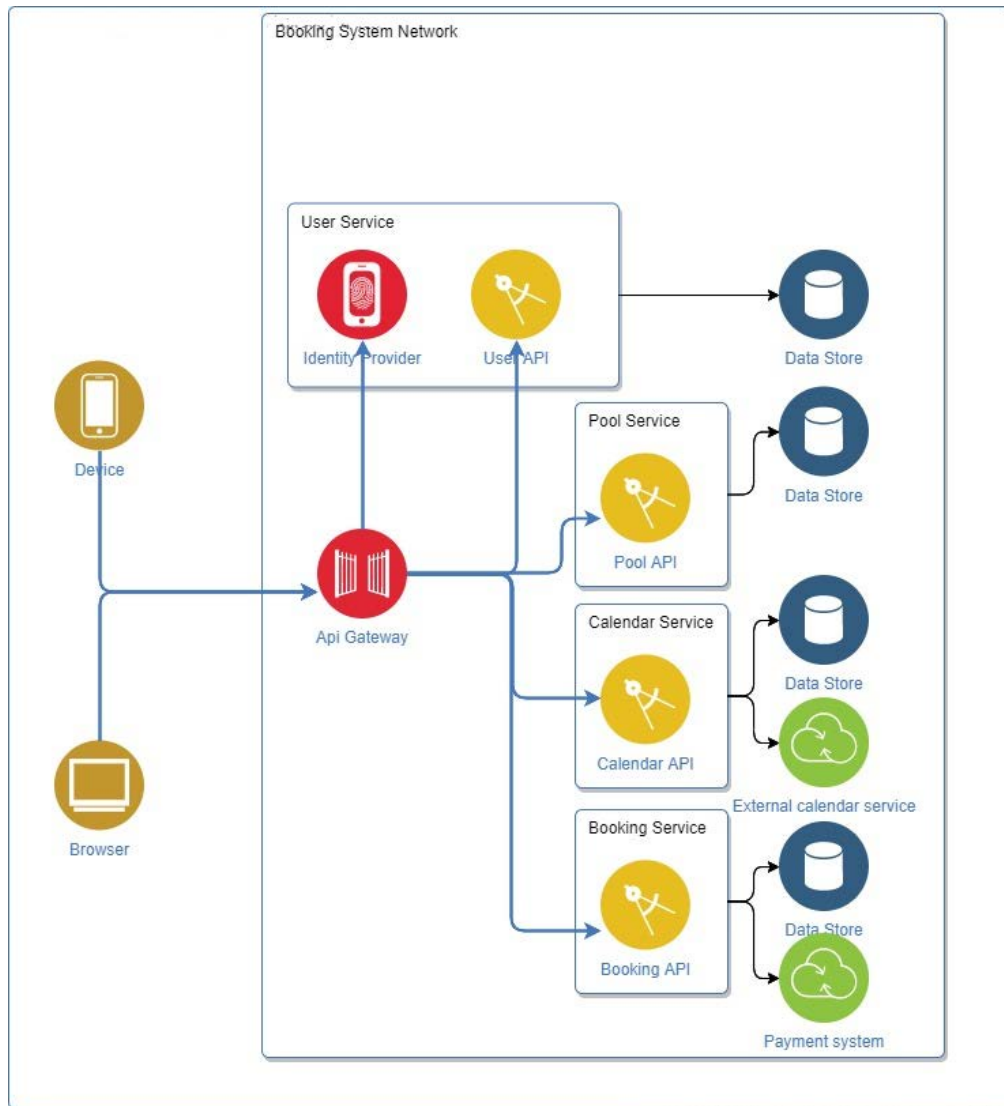 Booking System Network
User Service
Identity Provider
User API
Data Store
Pool Service
Device
Data Store
Pool API
Api Gateway
Calendar Service
Data Store
Calendar API
External calendar service
Booking Service
Browser
Data Store
Booking API
Payment system